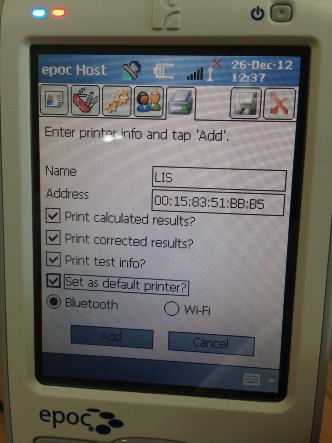 epoc Host
26-Dec-12
12:37
Enter printer info and tap 'Add'.
Name
LIS
Address
00:15:83:51:BB:B5
Print calculated results?
Print corrected results?
Print test info?
Set as default printer?
Bluetooth
Wi-Fi
Add
Cancel
epoc